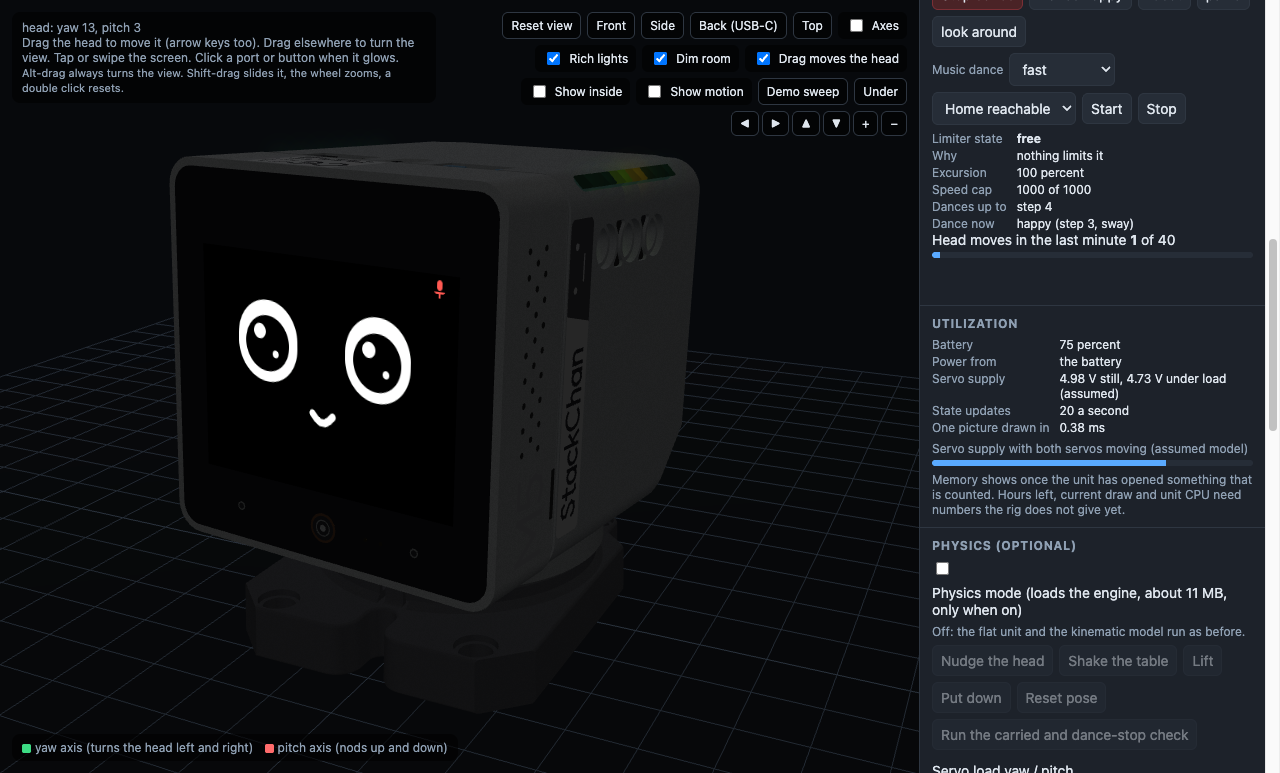 head: yaw 13, pitch 3
Drag the head to move it (arrow keys too). Drag elsewhere to turn the
view. Tap or swipe the screen. Click a port or button when it glows.
Alt-drag always turns the view. Shift-drag slides it, the wheel zooms, a
double click resets.
Reset view Front Side Back (USB-C) Top Axes
Rich lights Dim room Drag moves the head
Show inside Show motion Demo sweep Under
StackChan
yaw axis (turns the head left and right) pitch axis (nods up and down)
look around
Music dance fast
Home reachable Start Stop
Limiter state free
Why nothing limits it
Excursion 100 percent
Speed cap 1000 of 1000
Dances up to step 4
Dance now happy (step 3, sway)
Head moves in the last minute 1 of 40
UTILIZATION
Battery 75 percent
Power from the battery
Servo supply 4.98 V still, 4.73 V under load
(assumed)
State updates 20 a second
One picture drawn in 0.38 ms
Servo supply with both servos moving (assumed model)
Memory shows once the unit has opened something that
is counted. Hours left, current draw and unit CPU need
numbers the rig does not give yet.
PHYSICS (OPTIONAL)
Physics mode (loads the engine, about 11 MB,
only when on)
Off: the flat unit and the kinematic model run as before.
Nudge the head Shake the table Lift
Put down Reset pose
Run the carried and dance-stop check
Servo load yaw / pitch